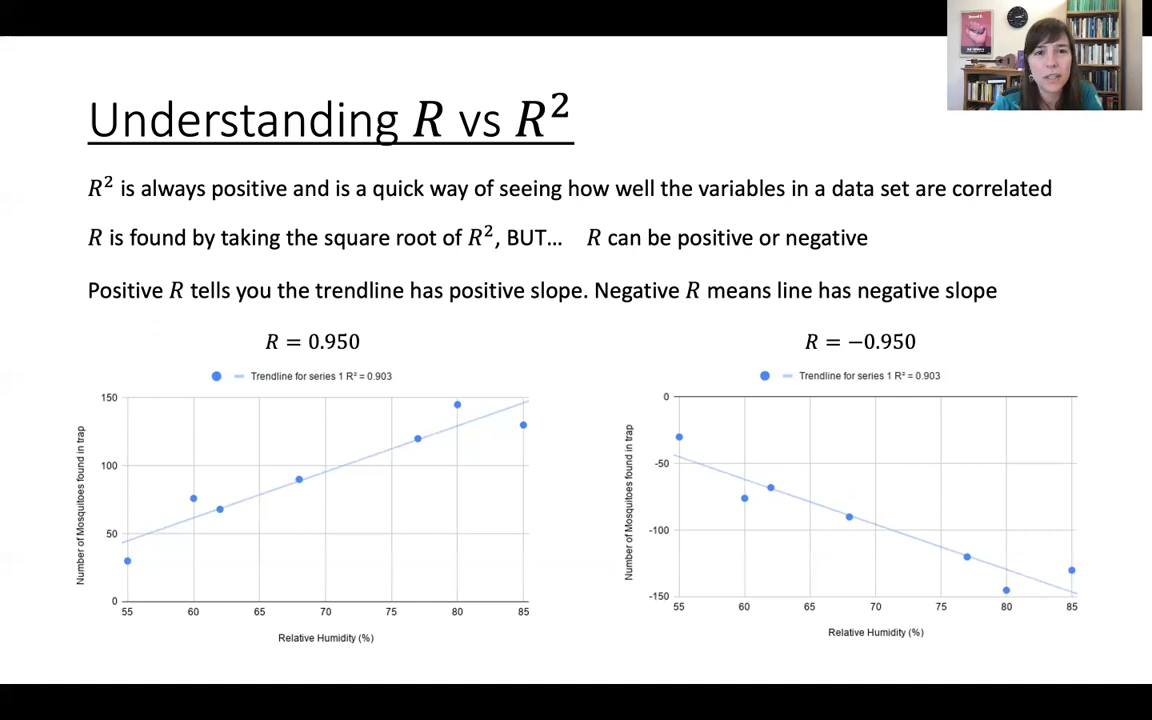 Understanding R vs R²
R² is always positive and is a quick way of seeing how well the variables in a data set are correlated
R is found by taking the square root of R², BUT... R can be positive or negative
Positive R tells you the trendline has positive slope. Negative R means line has negative slope
R = 0.950
Trendline for series 1 R² = 0.903
150
100
50
0
55 60 65 70 75 80 85
Number of Mosquitoes found in trap
Relative Humidity (%)
R = −0.950
Trendline for series 1 R² = 0.903
0
-50
-100
-150
55 60 65 70 75 80 85
Number of Mosquitoes found in trap
Relative Humidity (%)